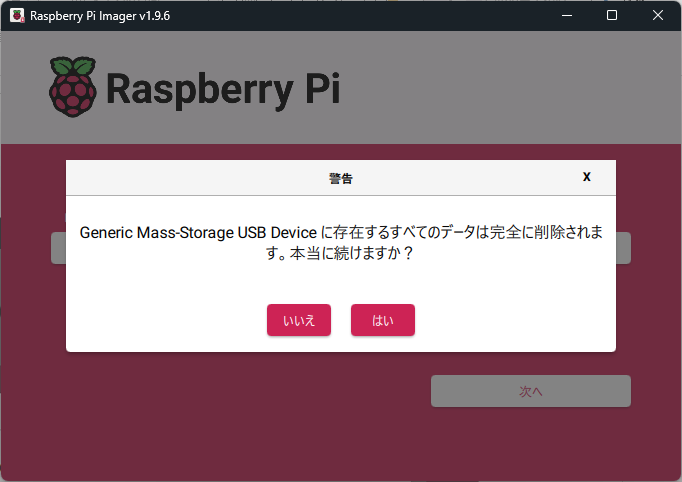 Raspberry Pi Imager v1.9.6
Raspberry Pi
警告
X
Generic Mass-Storage USB Device に存在するすべてのデータは完全に削除されま
す。本当に続けますか？
いいえ
はい
次へ